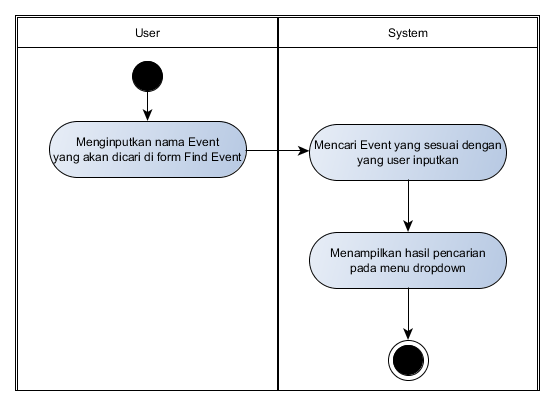 User
System
Menginputkan nama Event
yang akan dicari di form Find Event
Mencari Event yang sesuai dengan
yang user inputkan
Menampilkan hasil pencarian
pada menu dropdown